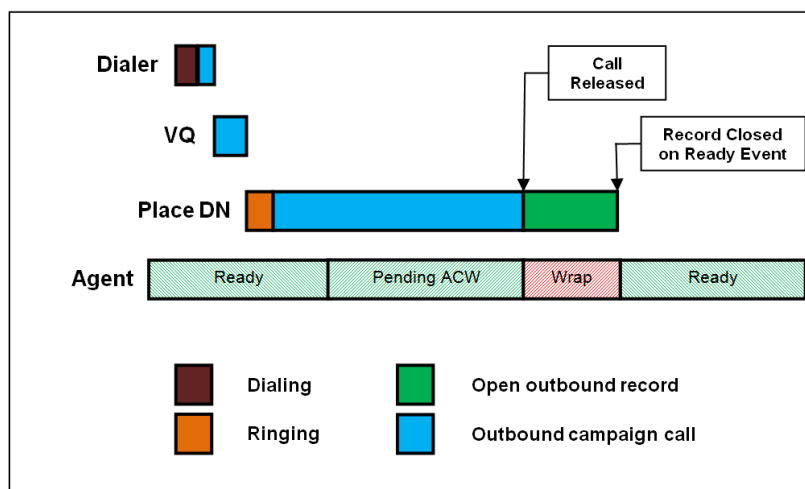 Dialer
Call
Released
VQ
Record Closed
on Ready Event
Place DN
Agent
Ready
Pending ACW
Wrap
Ready
Dialing
Open outbound record
Ringing
Outbound campaign call